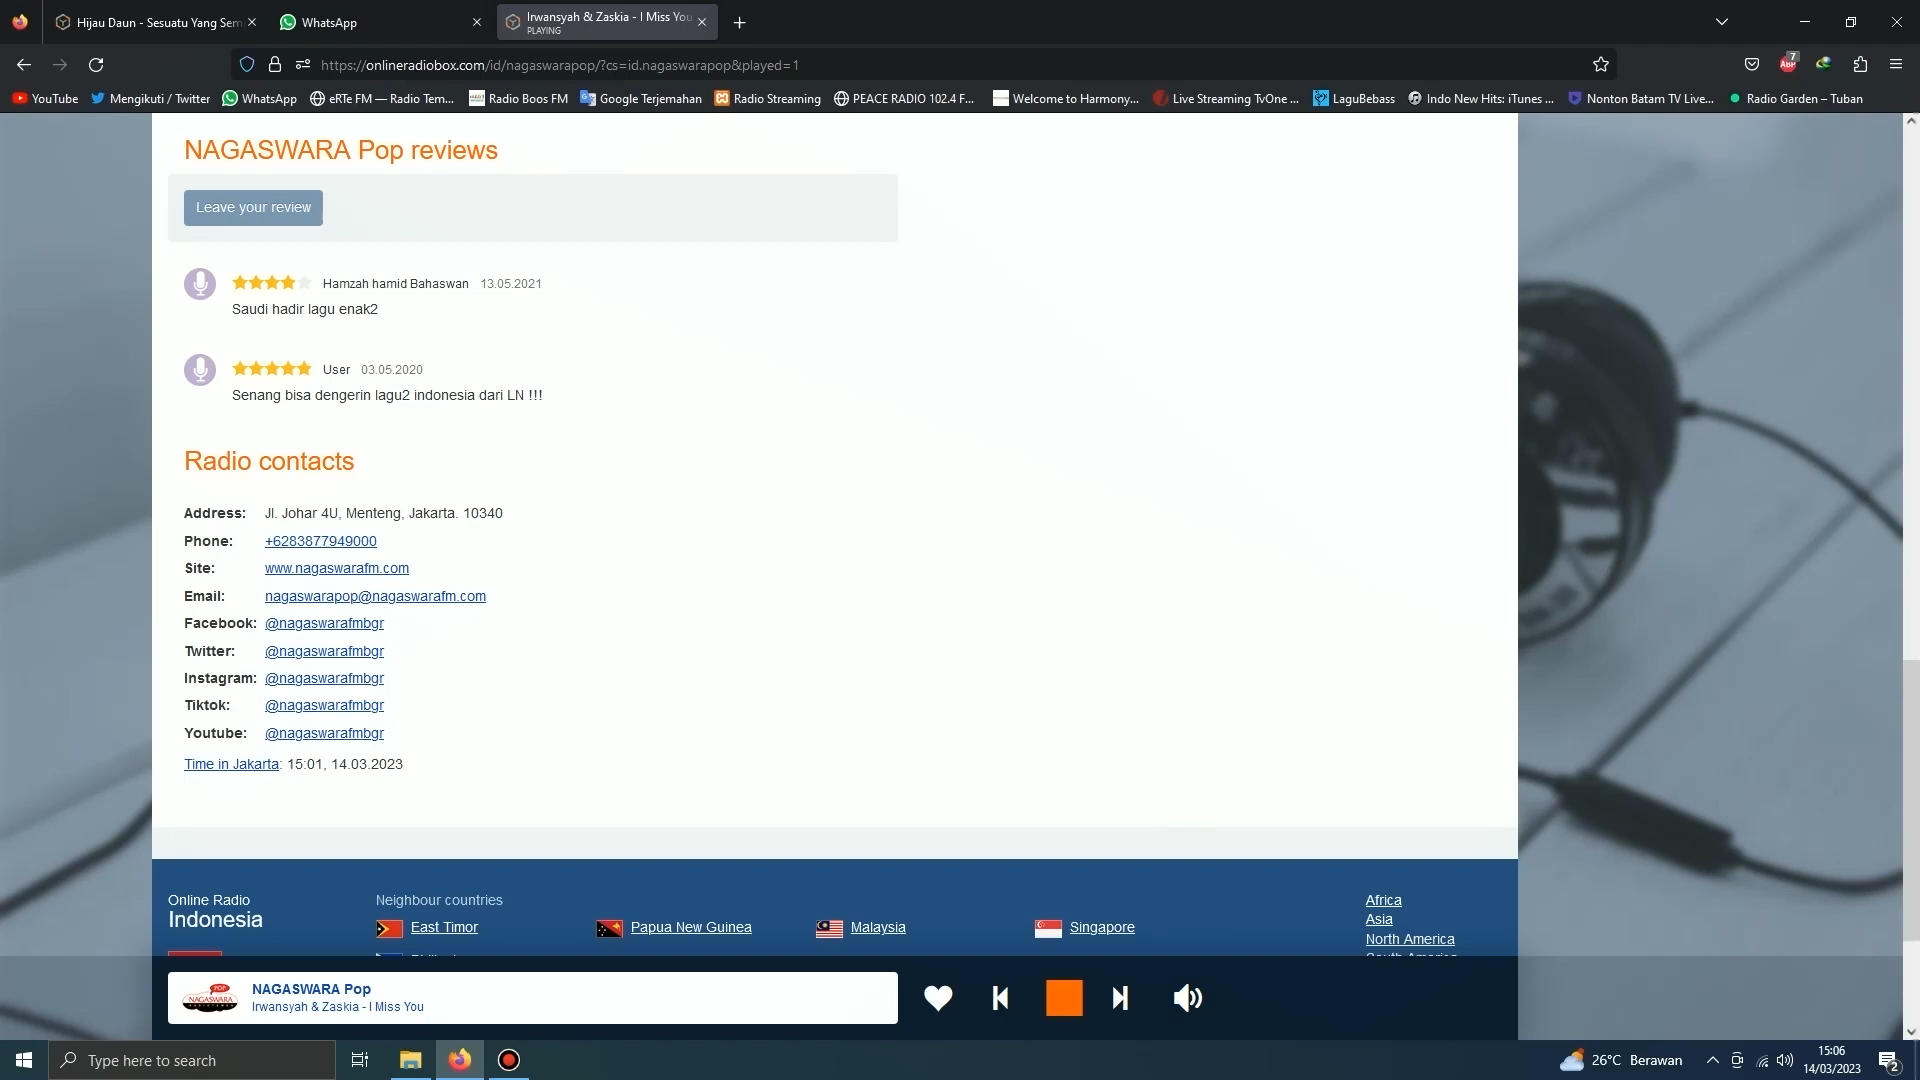 Hijau Daun - Sesuatu Yang Sem
WhatsApp
Irwansyah & Zaskia - I Miss You
PLAYING
https://onlineradiobox.com/id/nagaswarapop/?cs=id.nagaswarapop&played=1
7
ABP
YouTube
Mengikuti / Twitter
WhatsApp
eRTe FM — Radio Tem...
Radio Boos FM
Google Terjemahan
Radio Streaming
PEACE RADIO 102.4 F...
Welcome to Harmony...
Live Streaming TvOne ...
LaguBebass
Indo New Hits: iTunes ...
Nonton Batam TV Live...
Radio Garden – Tuban
NAGASWARA Pop reviews
Leave your review
Hamzah hamid Bahaswan 13.05.2021
Saudi hadir lagu enak2
User 03.05.2020
Senang bisa dengerin lagu2 indonesia dari LN !!!
Radio contacts
Address: Jl. Johar 4U, Menteng, Jakarta. 10340
Phone: +6283877949000
Site: www.nagaswarafm.com
Email: nagaswarapop@nagaswarafm.com
Facebook: @nagaswarafmbgr
Twitter: @nagaswarafmbgr
Instagram: @nagaswarafmbgr
Tiktok: @nagaswarafmbgr
Youtube: @nagaswarafmbgr
Time in Jakarta: 15:01, 14.03.2023
Online Radio
Indonesia
Neighbour countries
East Timor
Papua New Guinea
Malaysia
Singapore
Africa
Asia
North America
POP
NAGASWARA
NAGASWARA Pop
Irwansyah & Zaskia - I Miss You
Type here to search
26°C Berawan
15:06
14/03/2023
2